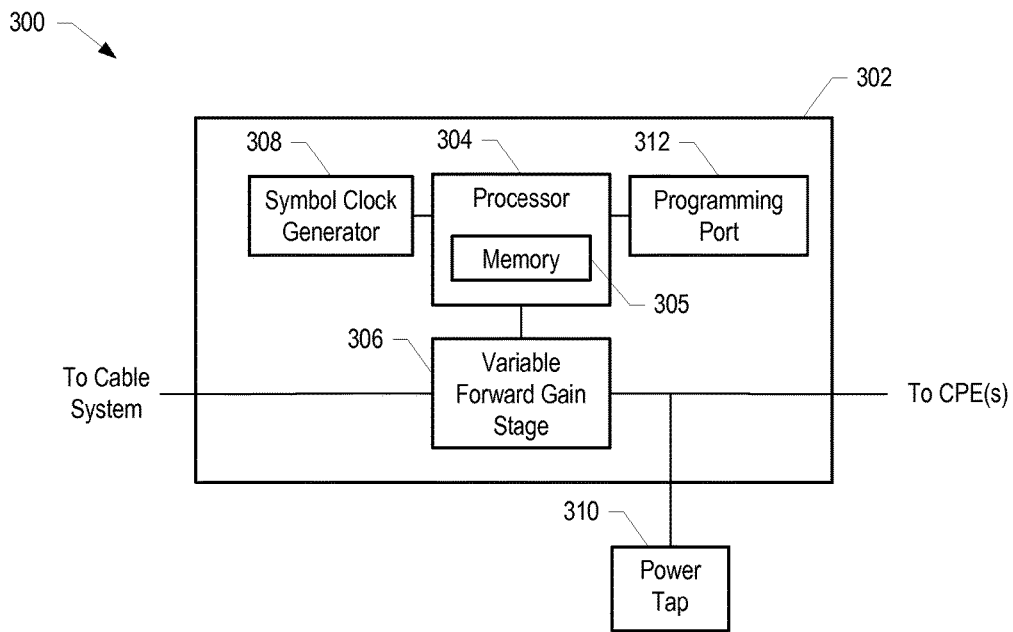 300
302
308
304
312
Symbol Clock
Generator
Processor
Programming
Port
Memory
305
306
Variable
Forward Gain
Stage
To Cable
System
To CPE(s)
310
Power
Tap